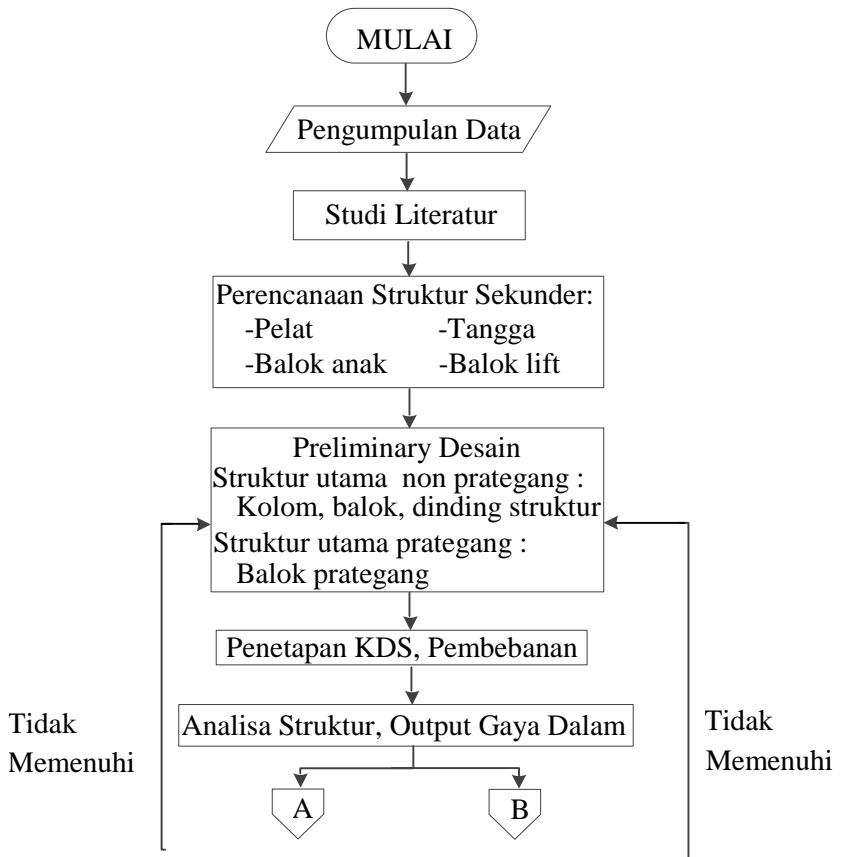 MULAI
Pengumpulan Data
Studi Literatur
Perencanaan Struktur Sekunder:
-Pelat -Tangga
-Balok anak -Balok lift
Preliminary Desain
Struktur utama non prategang :
Kolom, balok, dinding struktur
Struktur utama prategang :
Balok prategang
Penetapan KDS, Pembebanan
Analisa Struktur, Output Gaya Dalam
Tidak
Memenuhi
Tidak
Memenuhi
A
B